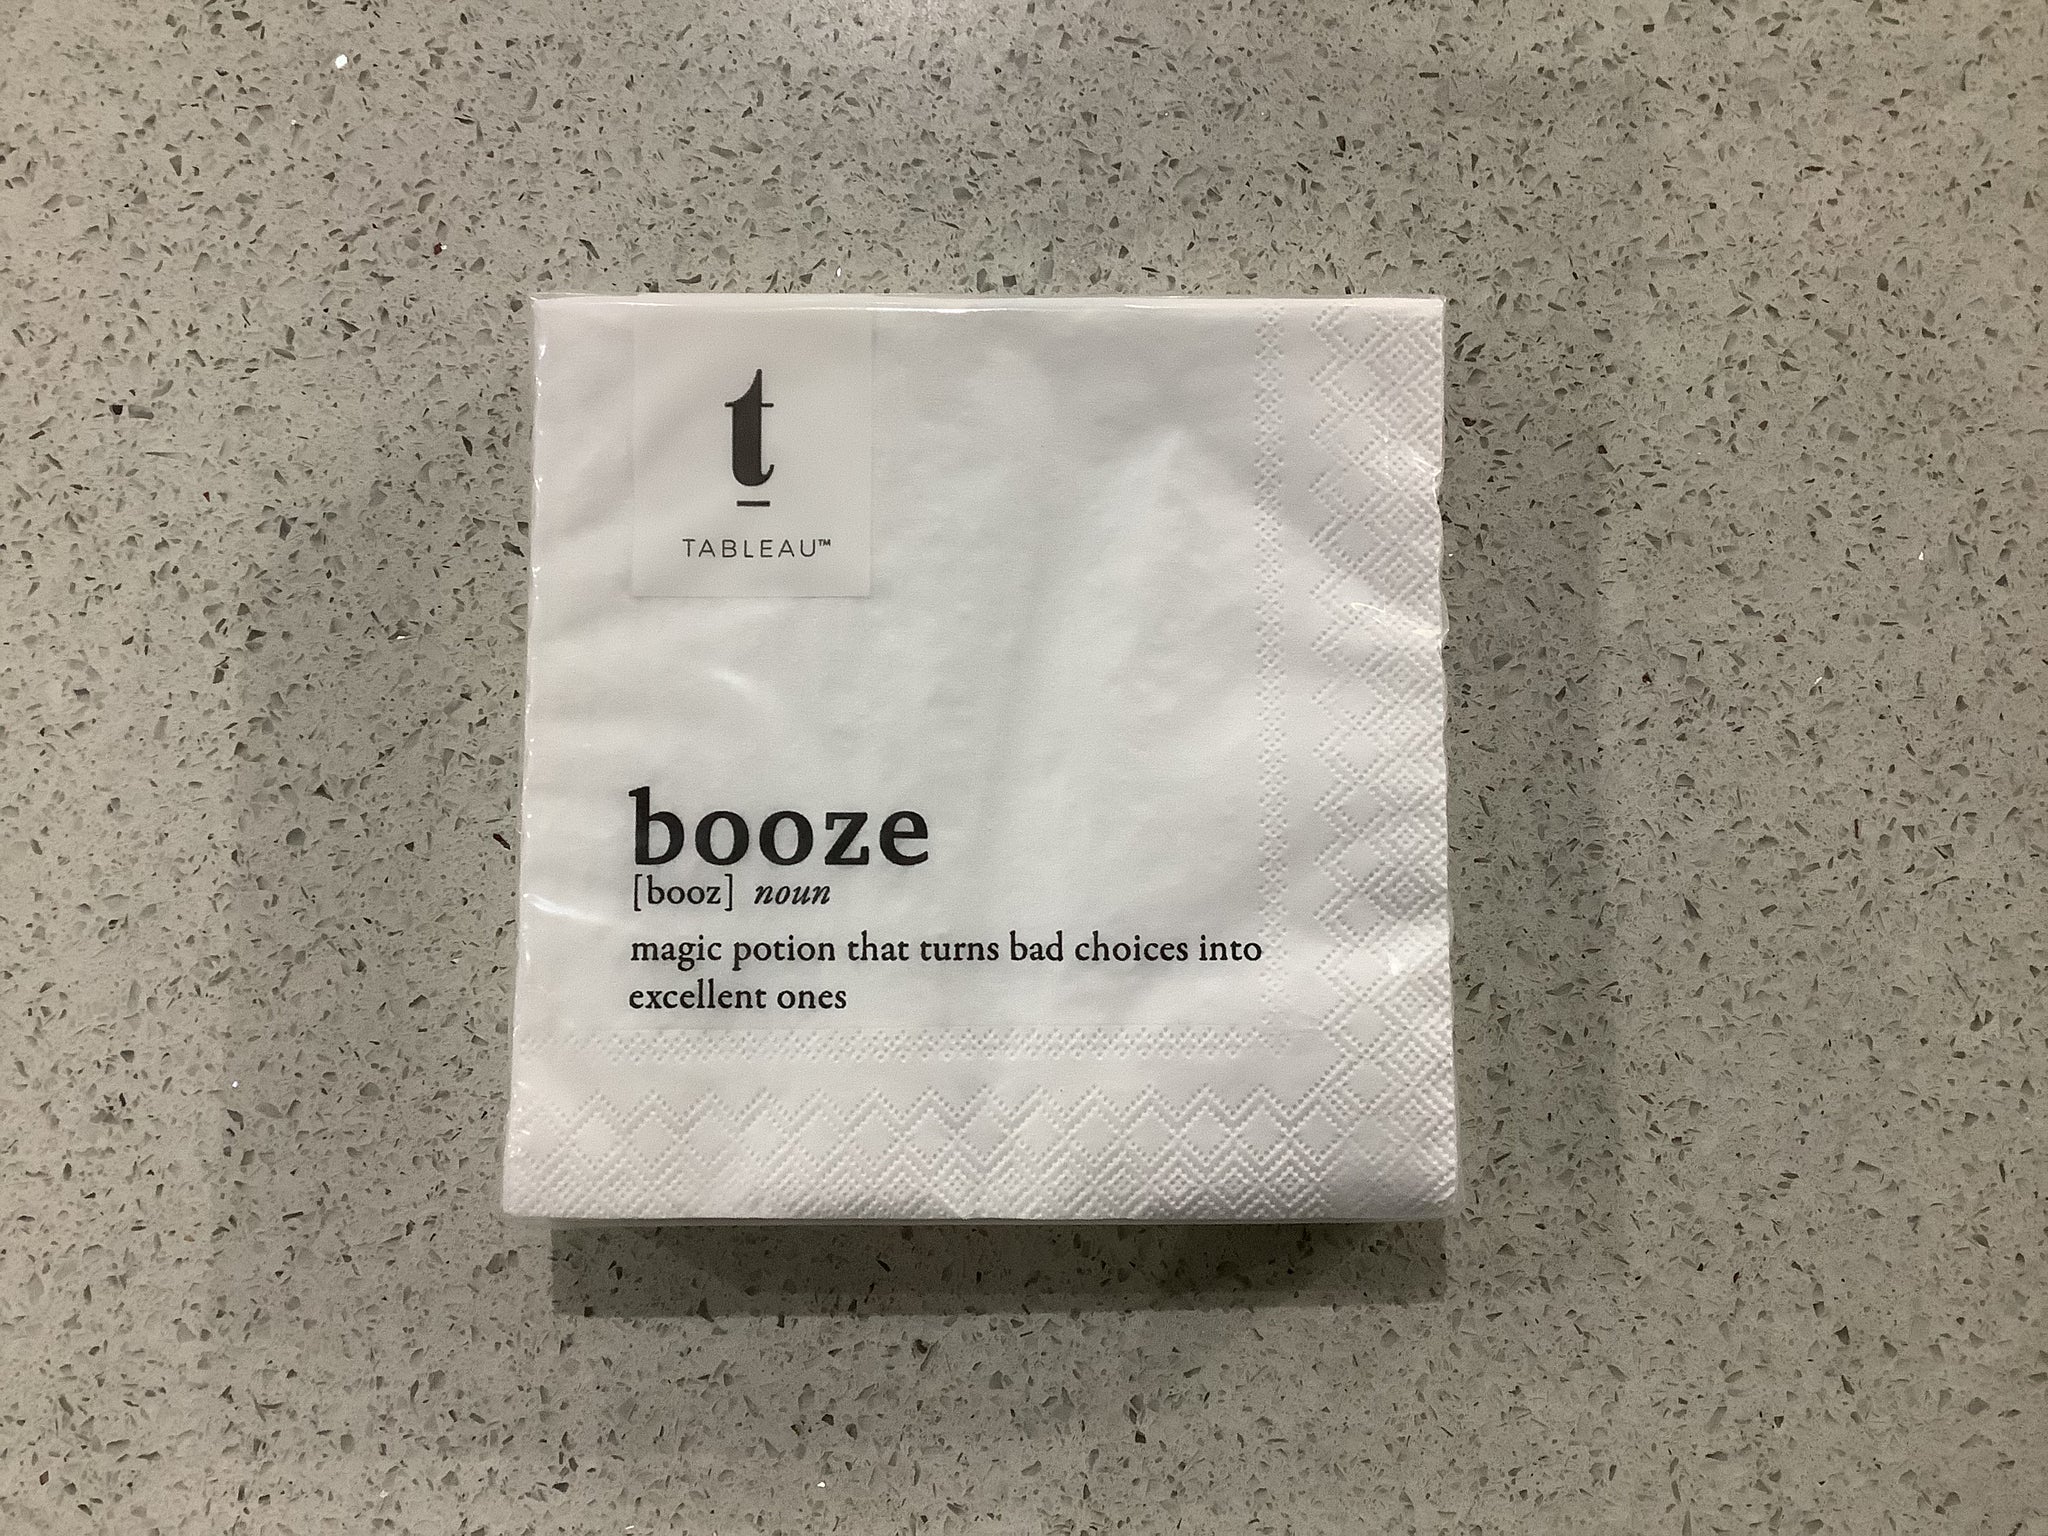 t
TABLEAU™
booze
[booz] noun
magic potion that turns bad choices into
excellent ones